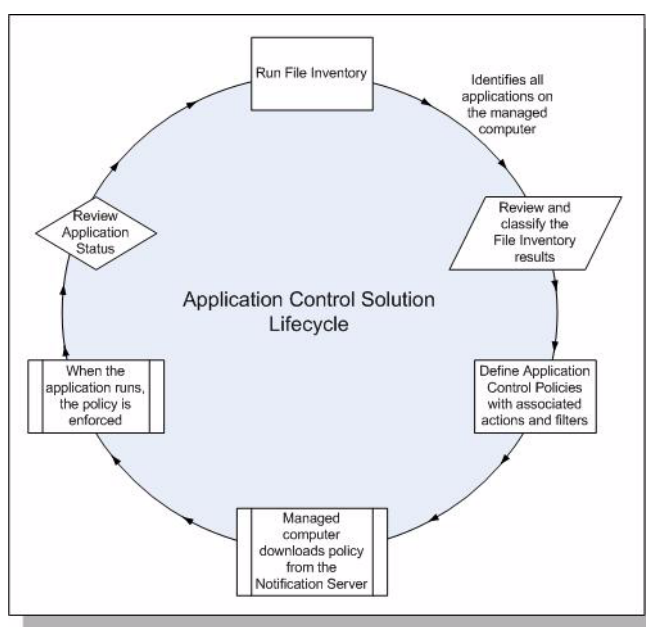 Run File Inventory
Identifies all
applications on
the managed
computer
Review and
classify the
File Inventory
results
Define Application
Control Policies
with associated
actions and filters
Managed
computer
downloads policy
from the
Notification Server
When the
application runs,
the policy is
enforced
Review
Application
Status
Application Control Solution
Lifecycle